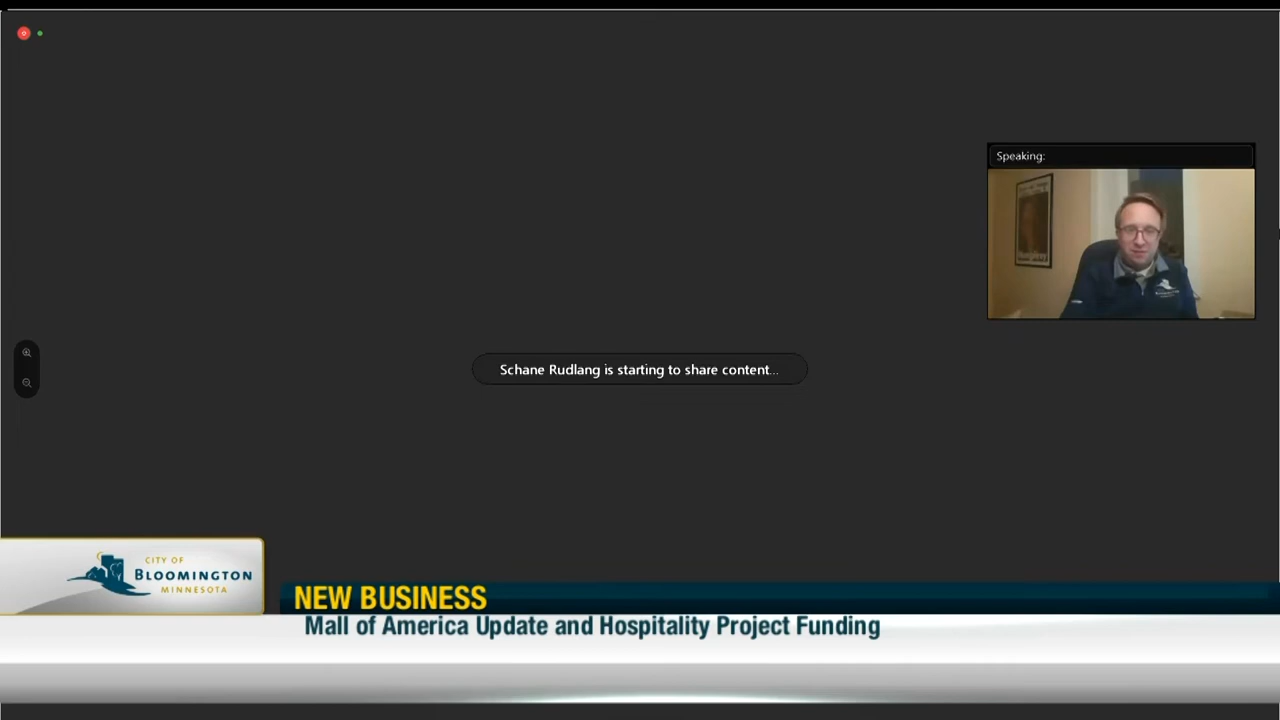 Speaking:
Schane Rudlang is starting to share content...
CITY OF
BLOOMINGTON
MINNESOTA
NEW BUSINESS
Mall of America Update and Hospitality Project Funding